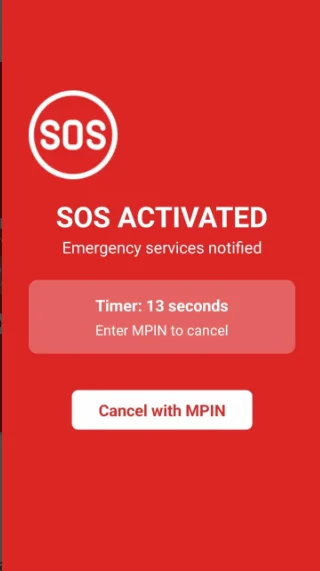 SOS
SOS ACTIVATED
Emergency services notified
Timer: 13 seconds
Enter MPIN to cancel
Cancel with MPIN